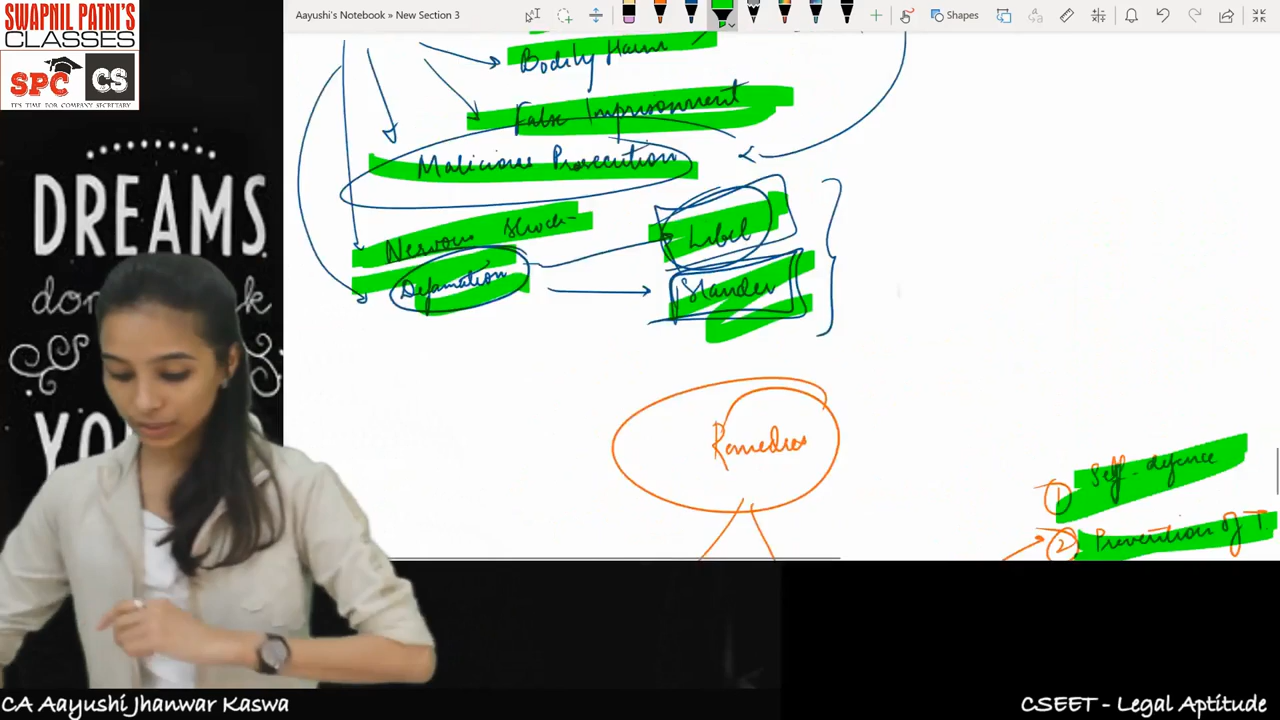 SWAPNIL PATNI'S
CLASSES
SPC CS
IT'S TIME FOR COMPANY SECRETARY
Aayushi's Notebook » New Section 3
Shapes
Bodily Harm
False Imprisonment
Malicious Prosecution
Nervous Shock
Libel
Defamation
Slander
DREAMS
Remedies
① Self-defence
② Prevention of T.
CA Aayushi Jhanwar Kaswa
CSEET - Legal Aptitude